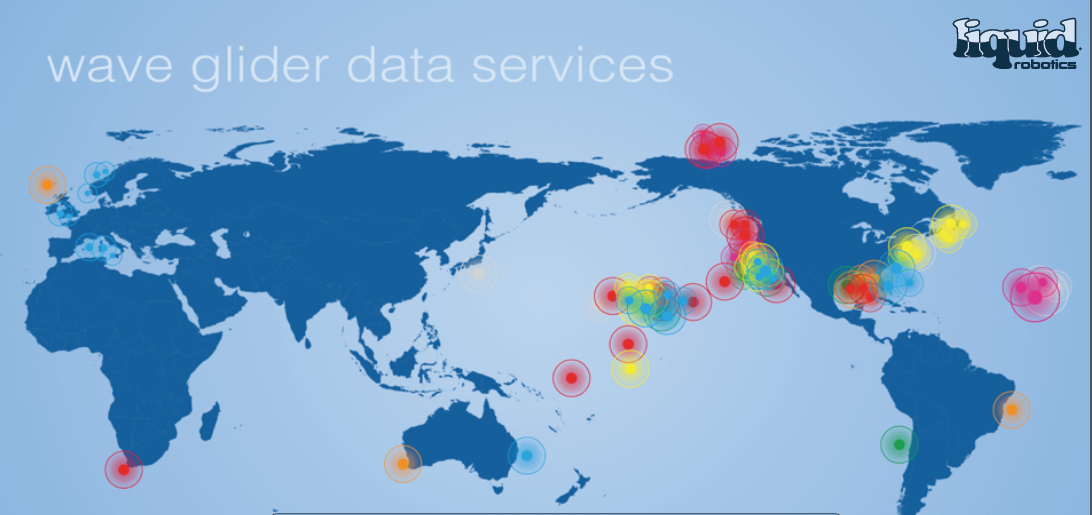 wave glider data services
liquid
robotics